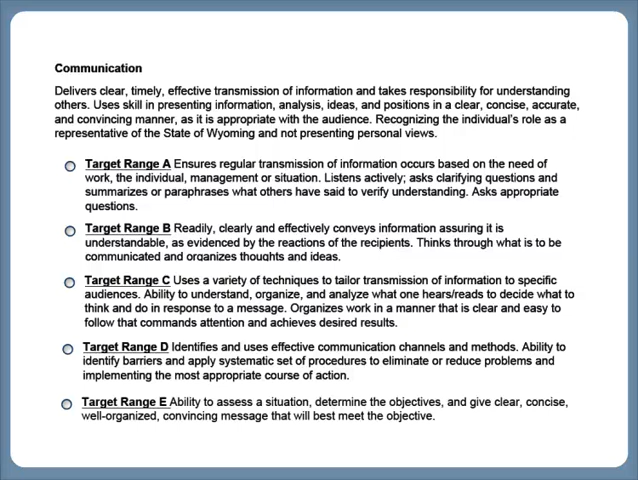 Communication
Delivers clear, timely, effective transmission of information and takes responsibility for understanding
others. Uses skill in presenting information, analysis, ideas, and positions in a clear, concise, accurate,
and convincing manner, as it is appropriate with the audience. Recognizing the individual's role as a
representative of the State of Wyoming and not presenting personal views.
Target Range A Ensures regular transmission of information occurs based on the need of
work, the individual, management or situation. Listens actively; asks clarifying questions and
summarizes or paraphrases what others have said to verify understanding. Asks appropriate
questions.
Target Range B Readily, clearly and effectively conveys information assuring it is
understandable, as evidenced by the reactions of the recipients. Thinks through what is to be
communicated and organizes thoughts and ideas.
Target Range C Uses a variety of techniques to tailor transmission of information to specific
audiences. Ability to understand, organize, and analyze what one hears/reads to decide what to
think and do in response to a message. Organizes work in a manner that is clear and easy to
follow that commands attention and achieves desired results.
Target Range D Identifies and uses effective communication channels and methods. Ability to
identify barriers and apply systematic set of procedures to eliminate or reduce problems and
implementing the most appropriate course of action.
Target Range E Ability to assess a situation, determine the objectives, and give clear, concise,
well-organized, convincing message that will best meet the objective.